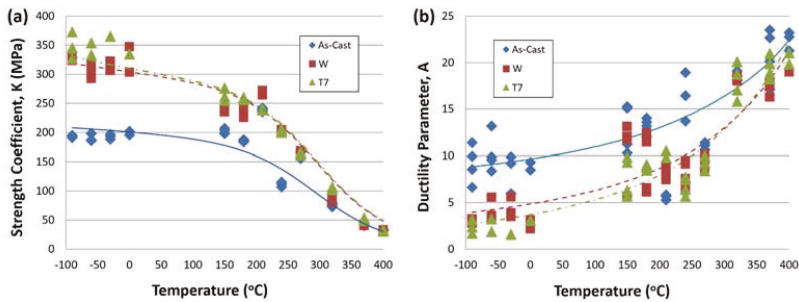 (a)
Strength Coefficient, K (MPa)
400
350
300
250
200
150
100
50
0
-100 -50 0 50 100 150 200 250 300 350 400
Temperature (°C)
As-Cast
W
T7
(b)
Ductility Parameter, A
25
20
15
10
5
0
-100 -50 0 50 100 150 200 250 300 350 400
Temperature (°C)
As-Cast
W
T7